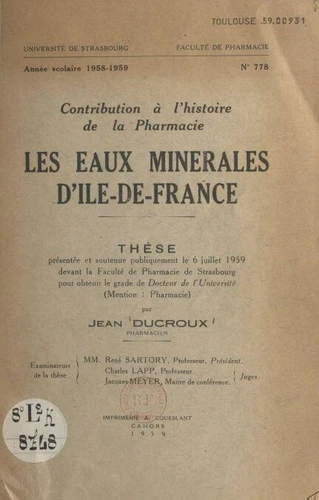 TOULOUSE 59.00931
UNIVERSITÉ DE STRASBOURG FACULTÉ DE PHARMACIE
Année scolaire 1958-1959 N° 778
Contribution à l'histoire
de la Pharmacie
LES EAUX MINERALES
D'ILE-DE-FRANCE
THÈSE
présentée et soutenue publiquement le 6 juillet 1959
devant la Faculté de Pharmacie de Strasbourg
pour obtenir le grade de Docteur de l'Université
(Mention : Pharmacie)
par
JEAN DUCROUX
PHARMACIEN
Examinateurs de la thèse
MM. René SARTORY, Professeur, Président.
Charles LAPP, Professeur
Jacques MEYER, Maître de conférence.
Juges.
8° Le K
8248
RF
IMPRIMERIE A. COUESLANT
CAHORS
1959